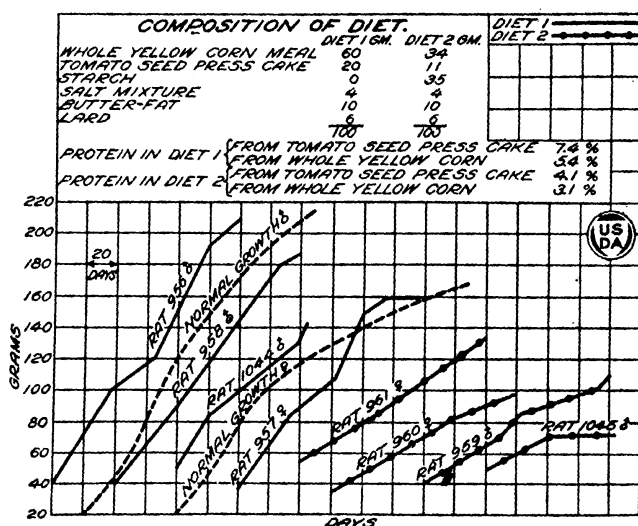 COMPOSITION OF DIET.
DIET 1 GM. DIET 2 GM.
WHOLE YELLOW CORN MEAL 60 34
TOMATO SEED PRESS CAKE 20 11
STARCH 0 35
SALT MIXTURE 4 4
BUTTER-FAT 10 10
LARD 6 6
100 100
DIET 1
DIET 2
PROTEIN IN DIET 1 { FROM TOMATO SEED PRESS CAKE 7.4 %
FROM WHOLE YELLOW CORN 5.4 %
PROTEIN IN DIET 2 { FROM TOMATO SEED PRESS CAKE 4.1 %
FROM WHOLE YELLOW CORN 3.1 %
220
200
180
160
140
120
100
80
60
40
20
GRAMS
20
DAYS
US
DA
RAT 956 ♂
NORMAL GROWTH ♂
RAT 958 ♂
RAT 1044 ♂
NORMAL GROWTH ♀
RAT 957 ♀
RAT 961 ♀
RAT 960 ♀
RAT 959 ♂
RAT 1045 ♂
DAYS